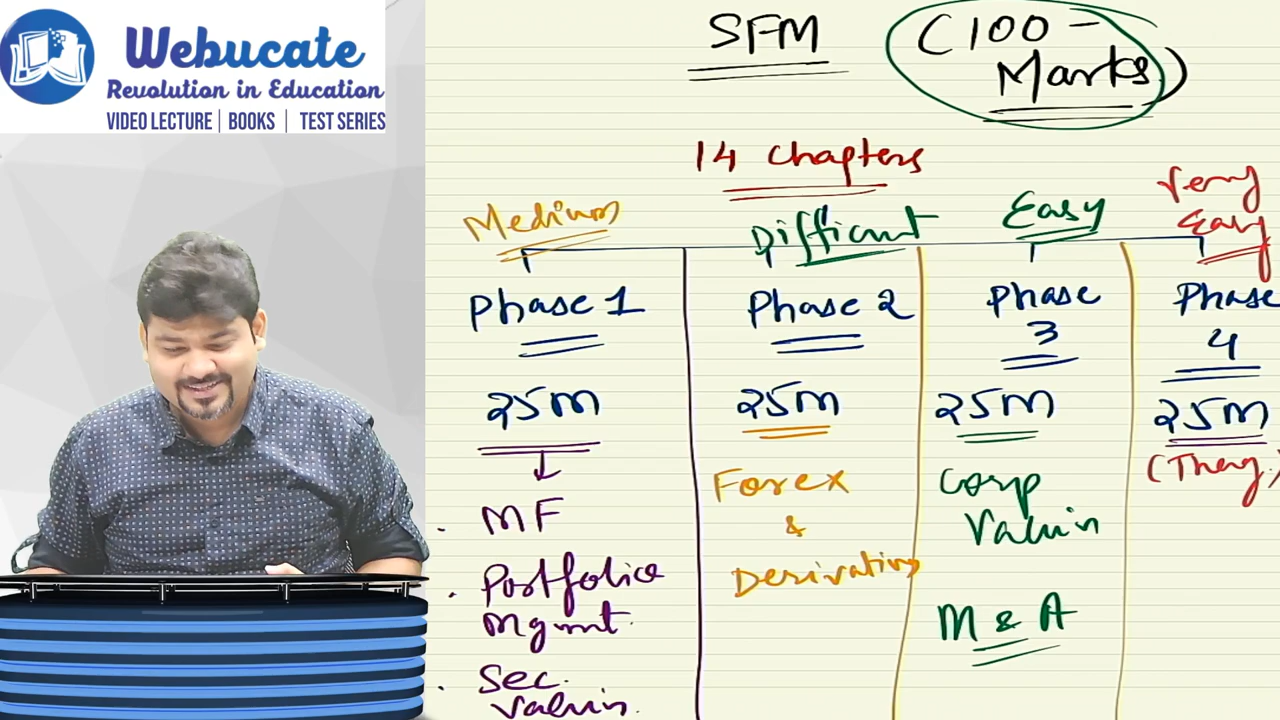 Webucate
Revolution in Education
VIDEO LECTURE | BOOKS | TEST SERIES
SFM
(100-
Marks)
14 Chapters
Medium
Difficult
Easy
Very
Easy
Phase 1
Phase 2
Phase
3
Phase
4
25M
25M
25M
25M
(Theory)
MF
Portfolio
Mgmt.
Sec.
Forex
&
Derivatives
Corp
M & A